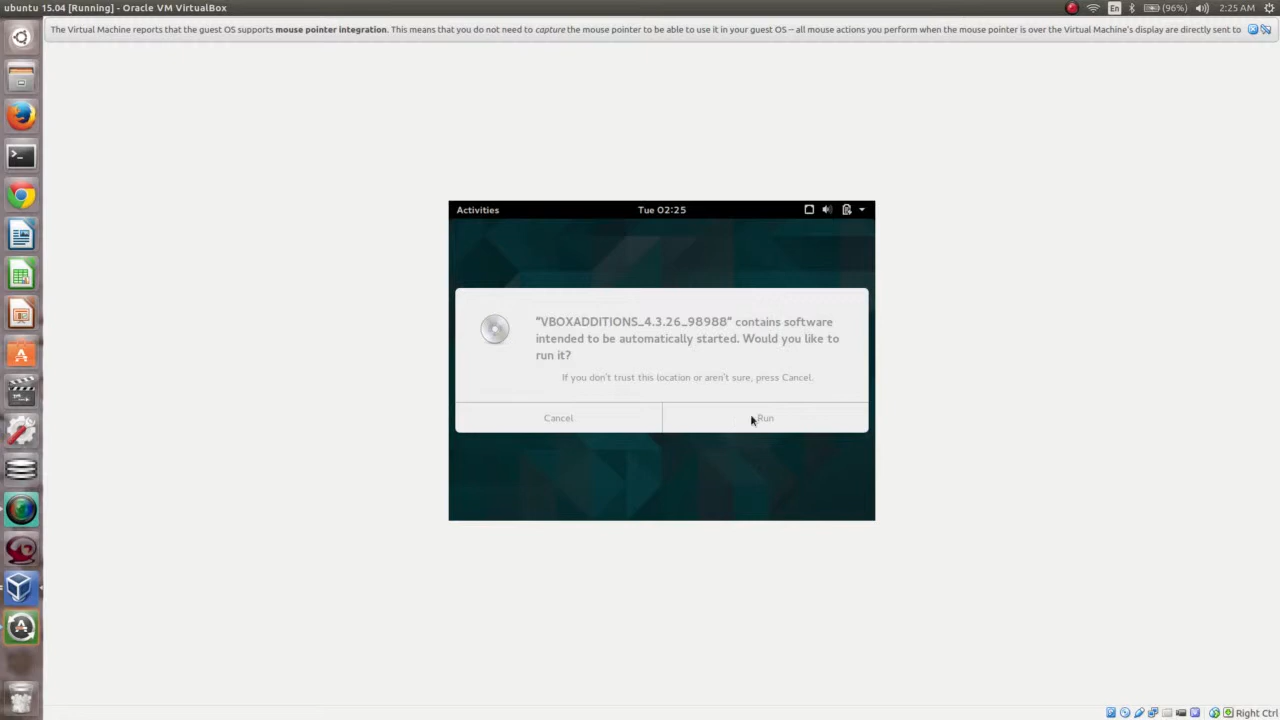 ubuntu 15.04 [Running] - Oracle VM VirtualBox
En
(96%)
2:25 AM
The Virtual Machine reports that the guest OS supports mouse pointer integration. This means that you do not need to capture the mouse pointer to be able to use it in your guest OS – all mouse actions you perform when the mouse pointer is over the Virtual Machine's display are directly sent to
Activities
Tue 02:25
"VBOXADDITIONS_4.3.26_98988" contains software
intended to be automatically started. Would you like to
run it?
If you don't trust this location or aren't sure, press Cancel.
Cancel
Run
Right Ctrl